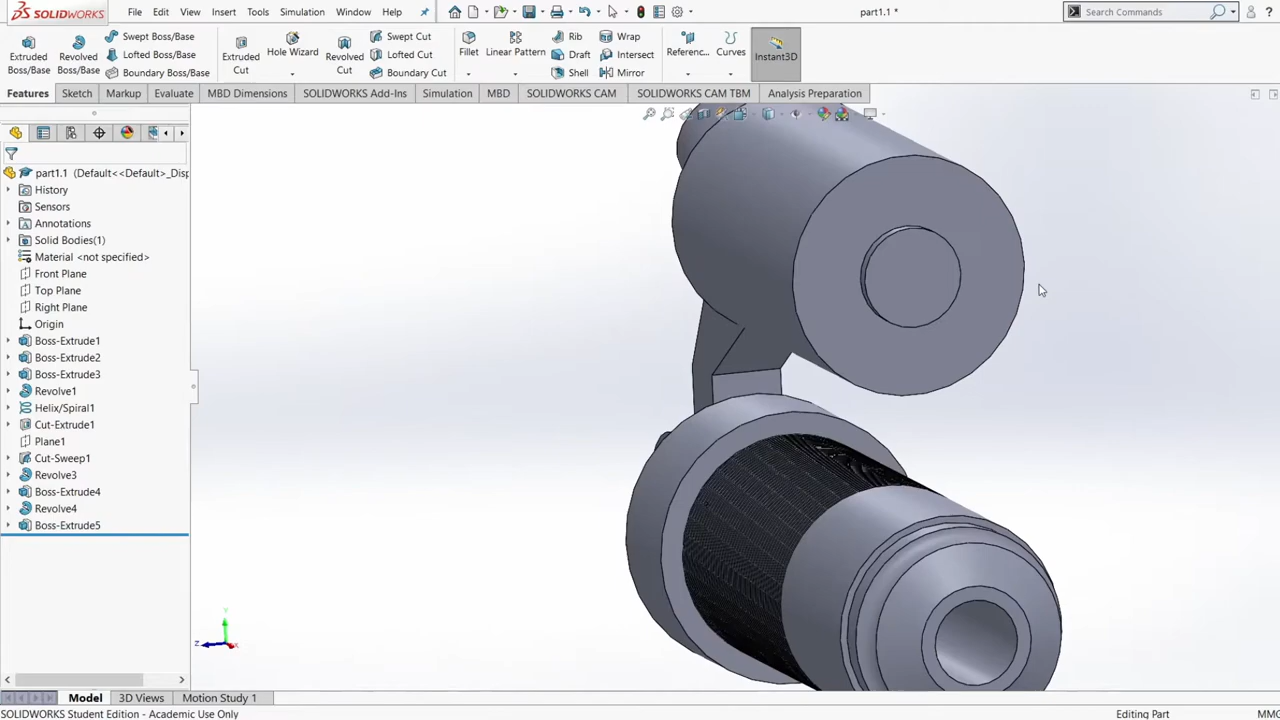 SOLIDWORKS File Edit View Insert Tools Simulation Window Help part1.1 * Search Commands
Extruded Boss/Base
Revolved Boss/Base
Swept Boss/Base
Lofted Boss/Base
Boundary Boss/Base
Extruded Cut
Hole Wizard
Revolved Cut
Swept Cut
Lofted Cut
Boundary Cut
Fillet
Linear Pattern
Rib
Draft
Shell
Wrap
Intersect
Mirror
Referenc...
Curves
Instant3D
Features Sketch Markup Evaluate MBD Dimensions SOLIDWORKS Add-Ins Simulation MBD SOLIDWORKS CAM SOLIDWORKS CAM TBM Analysis Preparation
part1.1 (Default<<Default>_Disp
History
Sensors
Annotations
Solid Bodies(1)
Material <not specified>
Front Plane
Top Plane
Right Plane
Origin
Boss-Extrude1
Boss-Extrude2
Boss-Extrude3
Revolve1
Helix/Spiral1
Cut-Extrude1
Plane1
Cut-Sweep1
Revolve3
Boss-Extrude4
Revolve4
Boss-Extrude5
Y
Z
X
Model 3D Views Motion Study 1
SOLIDWORKS Student Edition - Academic Use Only Editing Part MMG